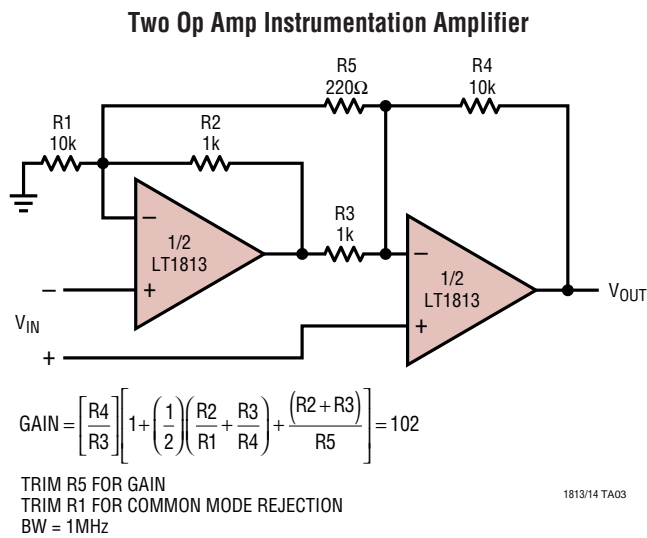 Two Op Amp Instrumentation Amplifier
R5
220Ω
R4
10k
R1
10k
R2
1k
R3
1k
–
+
1/2
LT1813
–
+
1/2
LT1813
–
VIN
+
VOUT
GAIN = [R4/R3][1+(1/2)(R2/R1+R3/R4)+(R2+R3)/R5] = 102
TRIM R5 FOR GAIN
TRIM R1 FOR COMMON MODE REJECTION
BW = 1MHz
1813/14 TA03